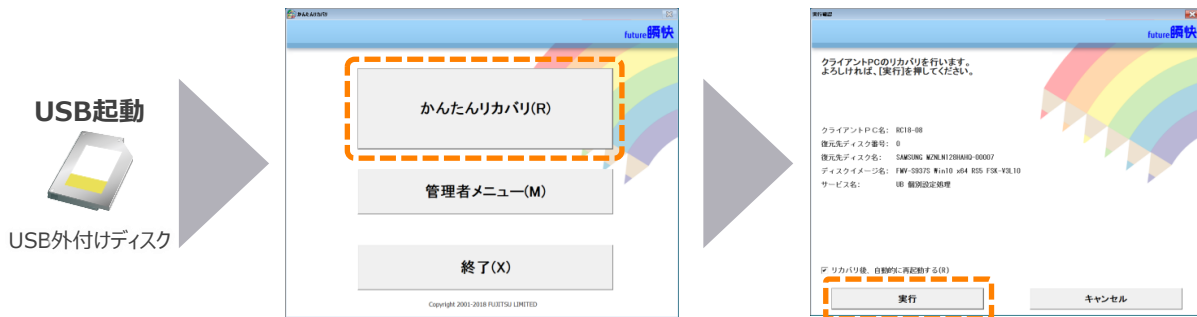 USB起動
USB外付けディスク
かんたんリカバリ
future瞬快
かんたんリカバリ(R)
管理者メニュー(M)
終了(X)
Copyright 2001-2018 FUJITSU LIMITED
実行確認
future瞬快
クライアントPCのリカバリを行います。
よろしければ、[実行]を押してください。
クライアントPC名: RC18-08
復元先ディスク番号: 0
復元先ディスク名: SAMSUNG MZNLN128HAHQ-00007
ディスクイメージ名: FMV-S937S Win10 x64 RS5 FSK-V3L10
サービス名: UB 個別設定処理
リカバリ後、自動的に再起動する(R)
実行
キャンセル